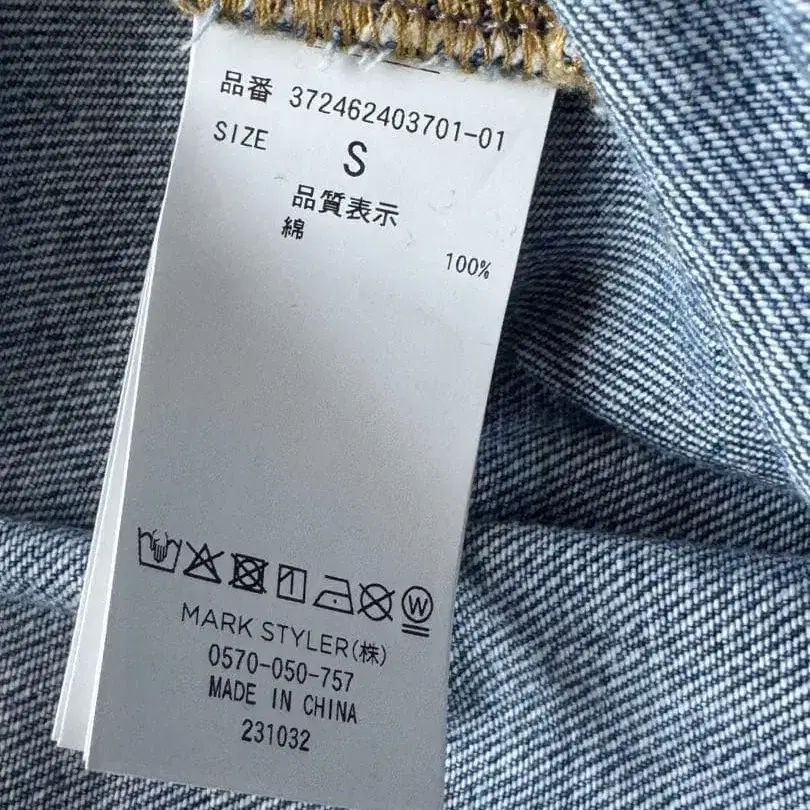 品番 372462403701-01
SIZE S
品質表示
綿 100%
W
MARK STYLER(株)
0570-050-757
MADE IN CHINA
231032